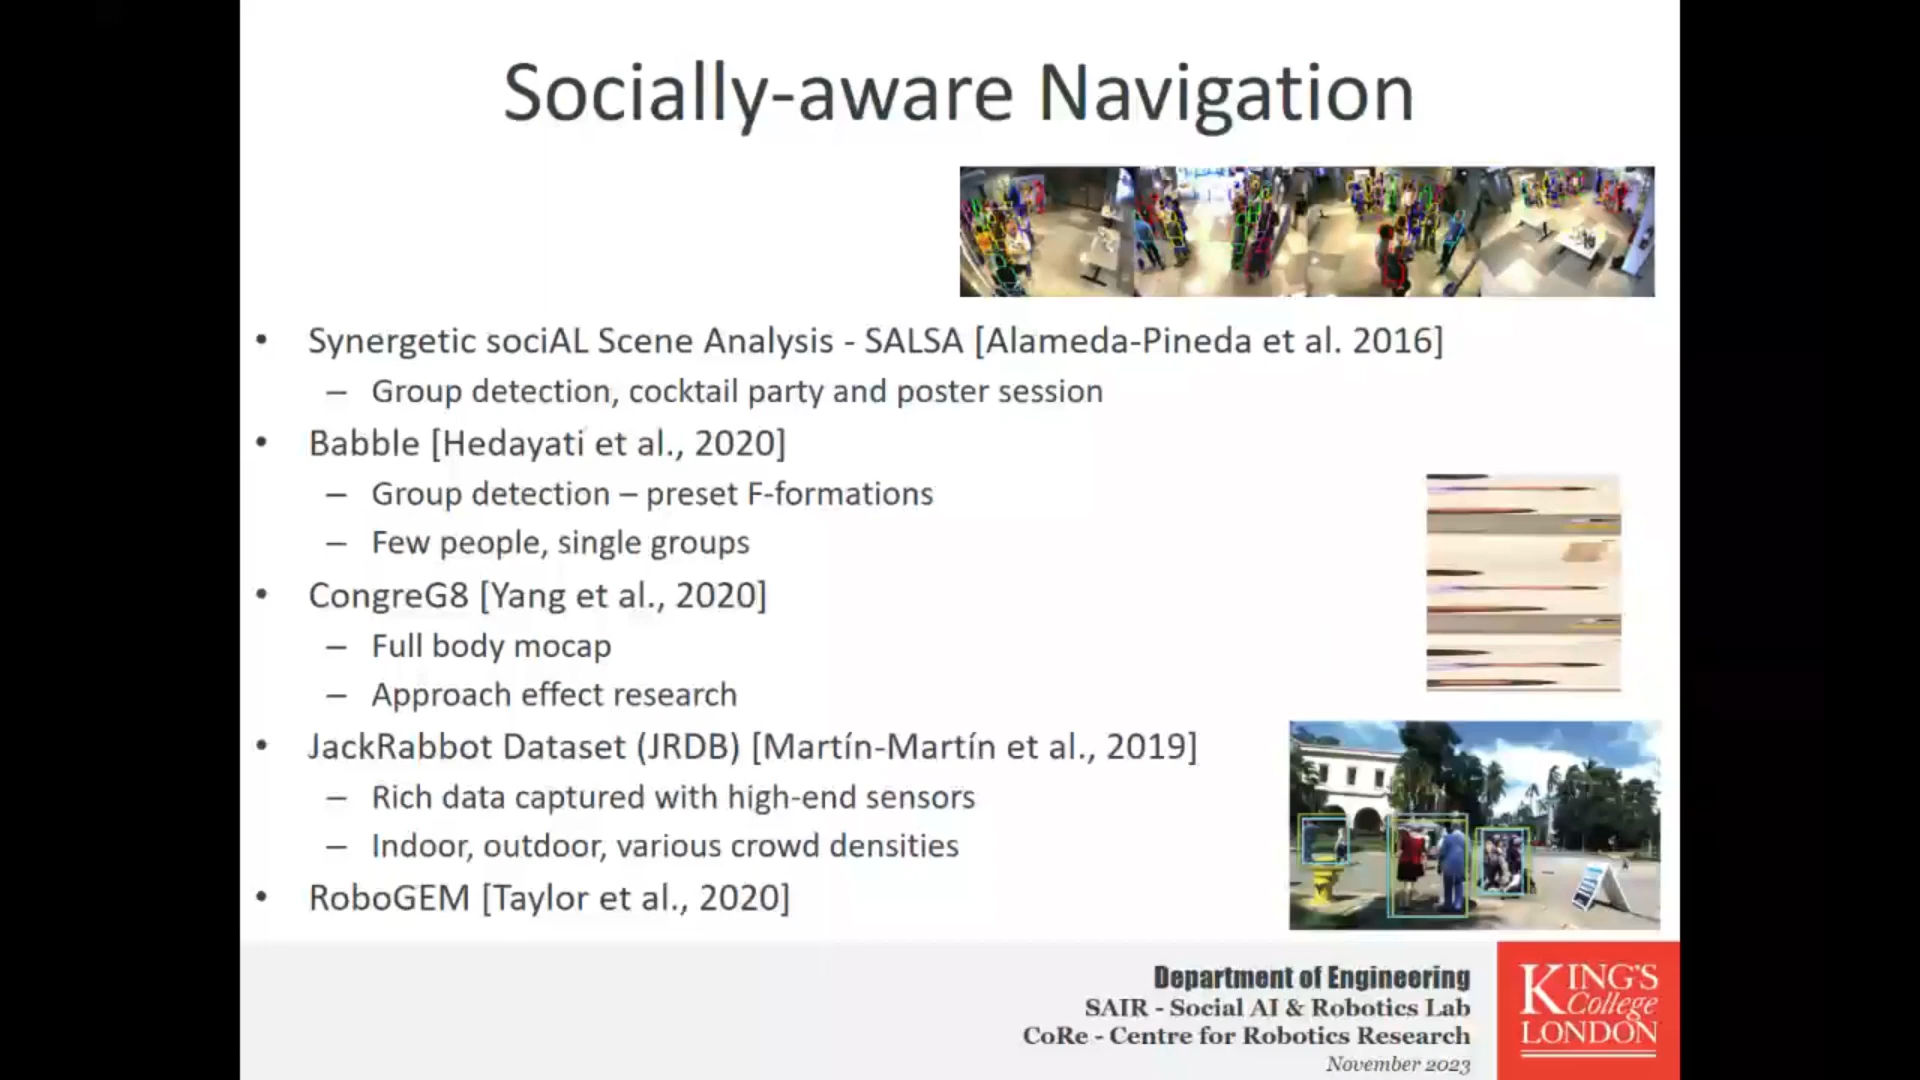 Socially-aware Navigation
• Synergetic sociAL Scene Analysis - SALSA [Alameda-Pineda et al. 2016]
– Group detection, cocktail party and poster session
• Babble [Hedayati et al., 2020]
– Group detection – preset F-formations
– Few people, single groups
• CongreG8 [Yang et al., 2020]
– Full body mocap
– Approach effect research
• JackRabbot Dataset (JRDB) [Martín-Martín et al., 2019]
– Rich data captured with high-end sensors
– Indoor, outdoor, various crowd densities
• RoboGEM [Taylor et al., 2020]
Department of Engineering
SAIR - Social AI & Robotics Lab
CoRe - Centre for Robotics Research
November 2023
KING'S
College
LONDON